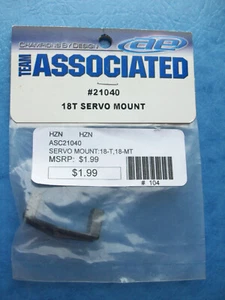 CHAMPIONS BY DESIGN
ae
TEAM
ASSOCIATED
#21040
18T SERVO MOUNT
HZN HZN
ASC21040
SERVO MOUNT:18-T,18-MT
MSRP: $1.99
$1.99
# 104